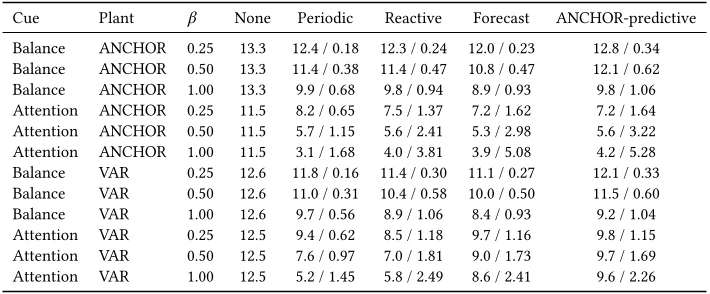 Cue Plant β None Periodic Reactive Forecast ANCHOR-predictive
Balance ANCHOR 0.25 13.3 12.4 / 0.18 12.3 / 0.24 12.0 / 0.23 12.8 / 0.34
Balance ANCHOR 0.50 13.3 11.4 / 0.38 11.4 / 0.47 10.8 / 0.47 12.1 / 0.62
Balance ANCHOR 1.00 13.3 9.9 / 0.68 9.8 / 0.94 8.9 / 0.93 9.8 / 1.06
Attention ANCHOR 0.25 11.5 8.2 / 0.65 7.5 / 1.37 7.2 / 1.62 7.2 / 1.64
Attention ANCHOR 0.50 11.5 5.7 / 1.15 5.6 / 2.41 5.3 / 2.98 5.6 / 3.22
Attention ANCHOR 1.00 11.5 3.1 / 1.68 4.0 / 3.81 3.9 / 5.08 4.2 / 5.28
Balance VAR 0.25 12.6 11.8 / 0.16 11.4 / 0.30 11.1 / 0.27 12.1 / 0.33
Balance VAR 0.50 12.6 11.0 / 0.31 10.4 / 0.58 10.0 / 0.50 11.5 / 0.60
Balance VAR 1.00 12.6 9.7 / 0.56 8.9 / 1.06 8.4 / 0.93 9.2 / 1.04
Attention VAR 0.25 12.5 9.4 / 0.62 8.5 / 1.18 9.7 / 1.16 9.8 / 1.15
Attention VAR 0.50 12.5 7.6 / 0.97 7.0 / 1.81 9.0 / 1.73 9.7 / 1.69
Attention VAR 1.00 12.5 5.2 / 1.45 5.8 / 2.49 8.6 / 2.41 9.6 / 2.26